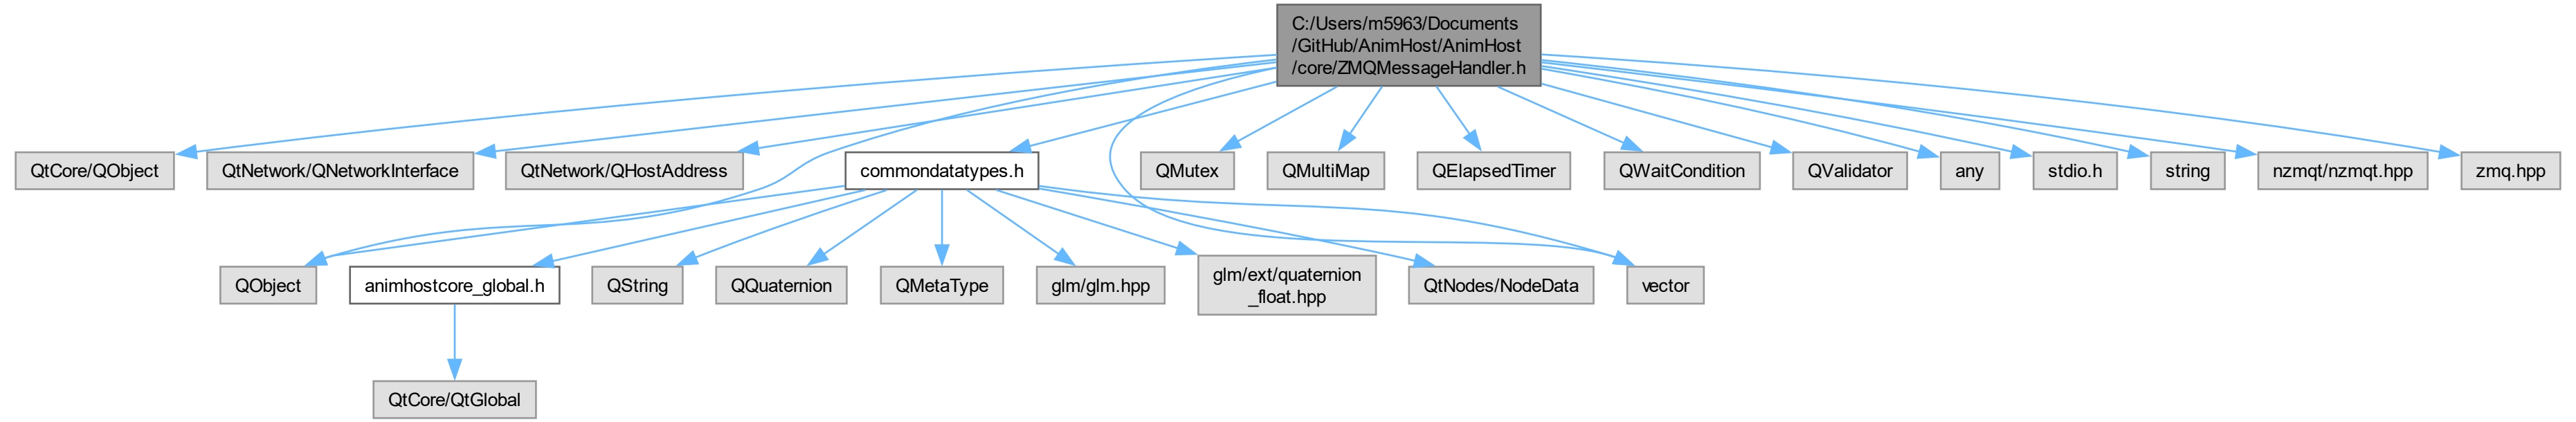 C:/Users/m5963/Documents
/GitHub/AnimHost/AnimHost
/core/ZMQMessageHandler.h
QtCore/QObject
QtNetwork/QNetworkInterface
QtNetwork/QHostAddress
commondatatypes.h
QMutex
QMultiMap
QElapsedTimer
QWaitCondition
QValidator
any
stdio.h
string
nzmqt/nzmqt.hpp
zmq.hpp
QObject
animhostcore_global.h
QString
QQuaternion
QMetaType
glm/glm.hpp
glm/ext/quaternion
_float.hpp
QtNodes/NodeData
vector
QtCore/QtGlobal